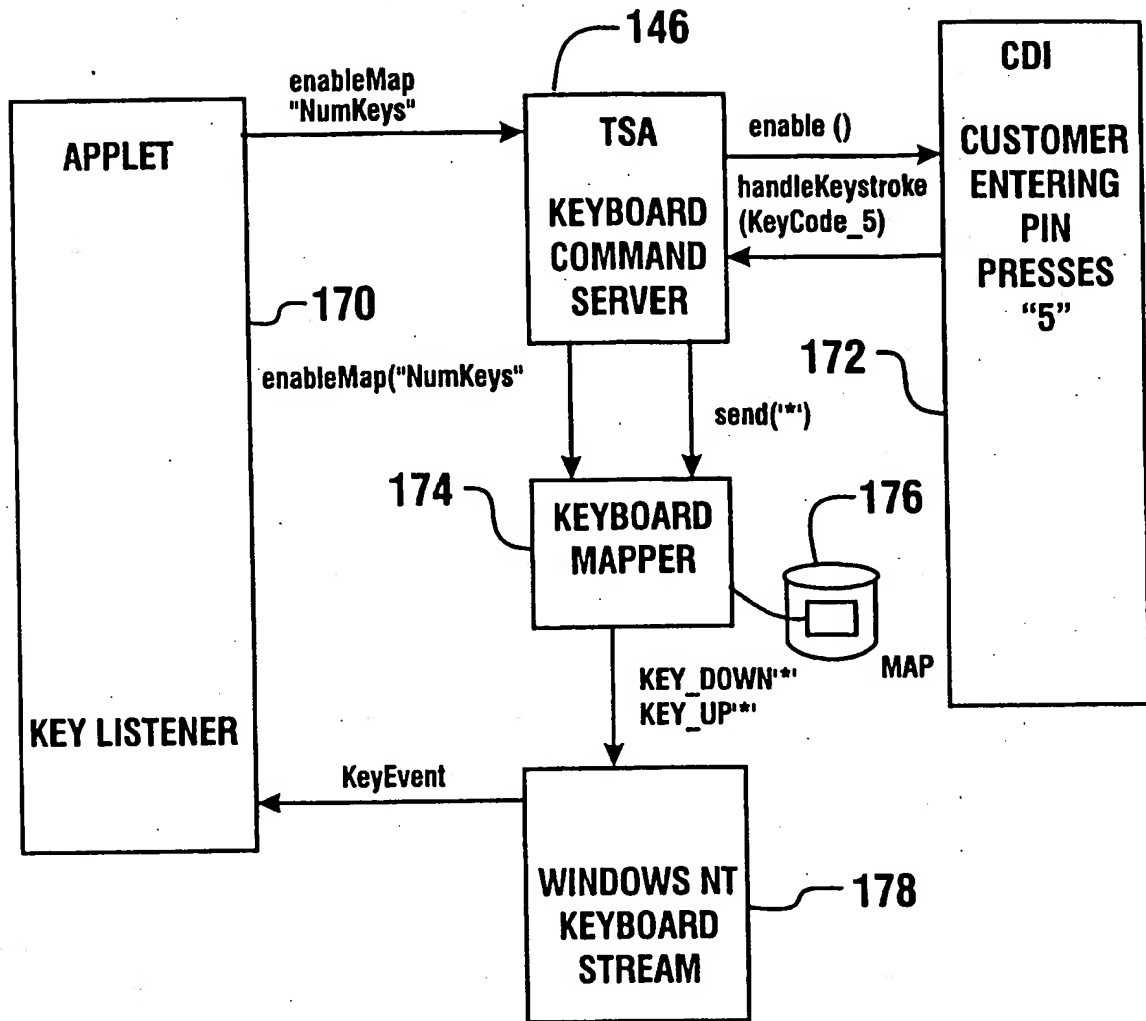 146
enableMap
"NumKeys"
APPLET
TSA
KEYBOARD
COMMAND
SERVER
enable ()
handleKeystroke
(KeyCode_5)
CDI
CUSTOMER
ENTERING
PIN
PRESSES
“5”
170
172
enableMap("NumKeys"
send('*')
174
KEYBOARD
MAPPER
176
MAP
KEY_DOWN'*'
KEY_UP'*'
KEY LISTENER
KeyEvent
WINDOWS NT
KEYBOARD
STREAM
178